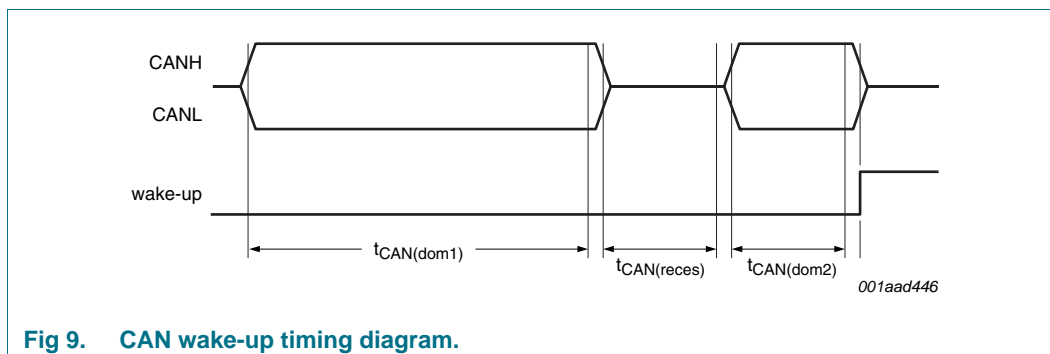 CANH
CANL
wake-up
tCAN(dom1)
tCAN(reces)
tCAN(dom2)
001aad446
Fig 9. CAN wake-up timing diagram.